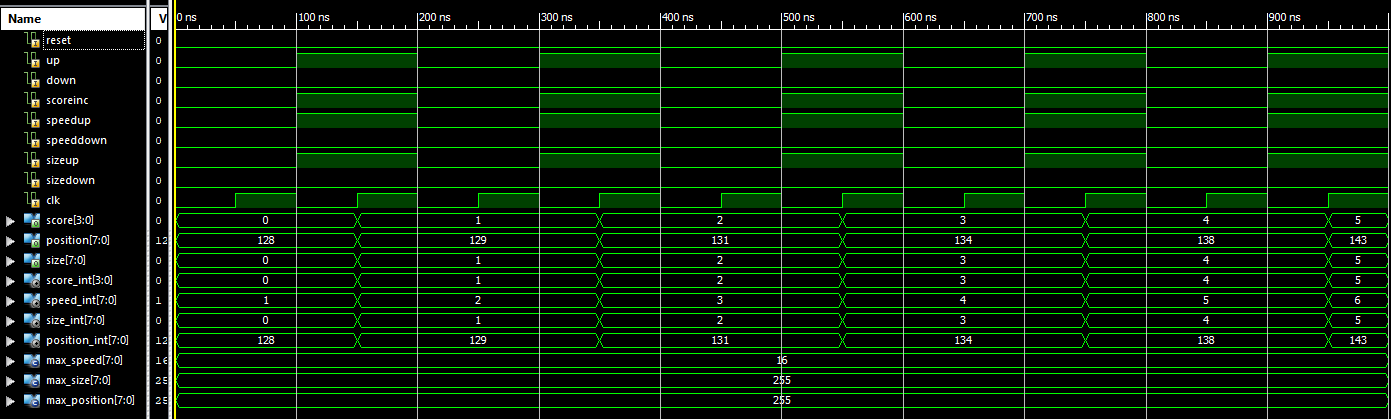 Name V 0 ns 100 ns 200 ns 300 ns 400 ns 500 ns 600 ns 700 ns 800 ns 900 ns
reset 0
up 0
down 0
scoreinc 0
speedup 0
speeddown 0
sizeup 0
sizedown 0
clk 0
score[3:0] 0 0 1 2 3 4 5
position[7:0] 12 128 129 131 134 138 143
size[7:0] 0 0 1 2 3 4 5
score_int[3:0] 0 0 1 2 3 4 5
speed_int[7:0] 1 1 2 3 4 5 6
size_int[7:0] 0 0 1 2 3 4 5
position_int[7:0] 12 128 129 131 134 138 143
max_speed[7:0] 16 16
max_size[7:0] 25 255
max_position[7:0] 25 255